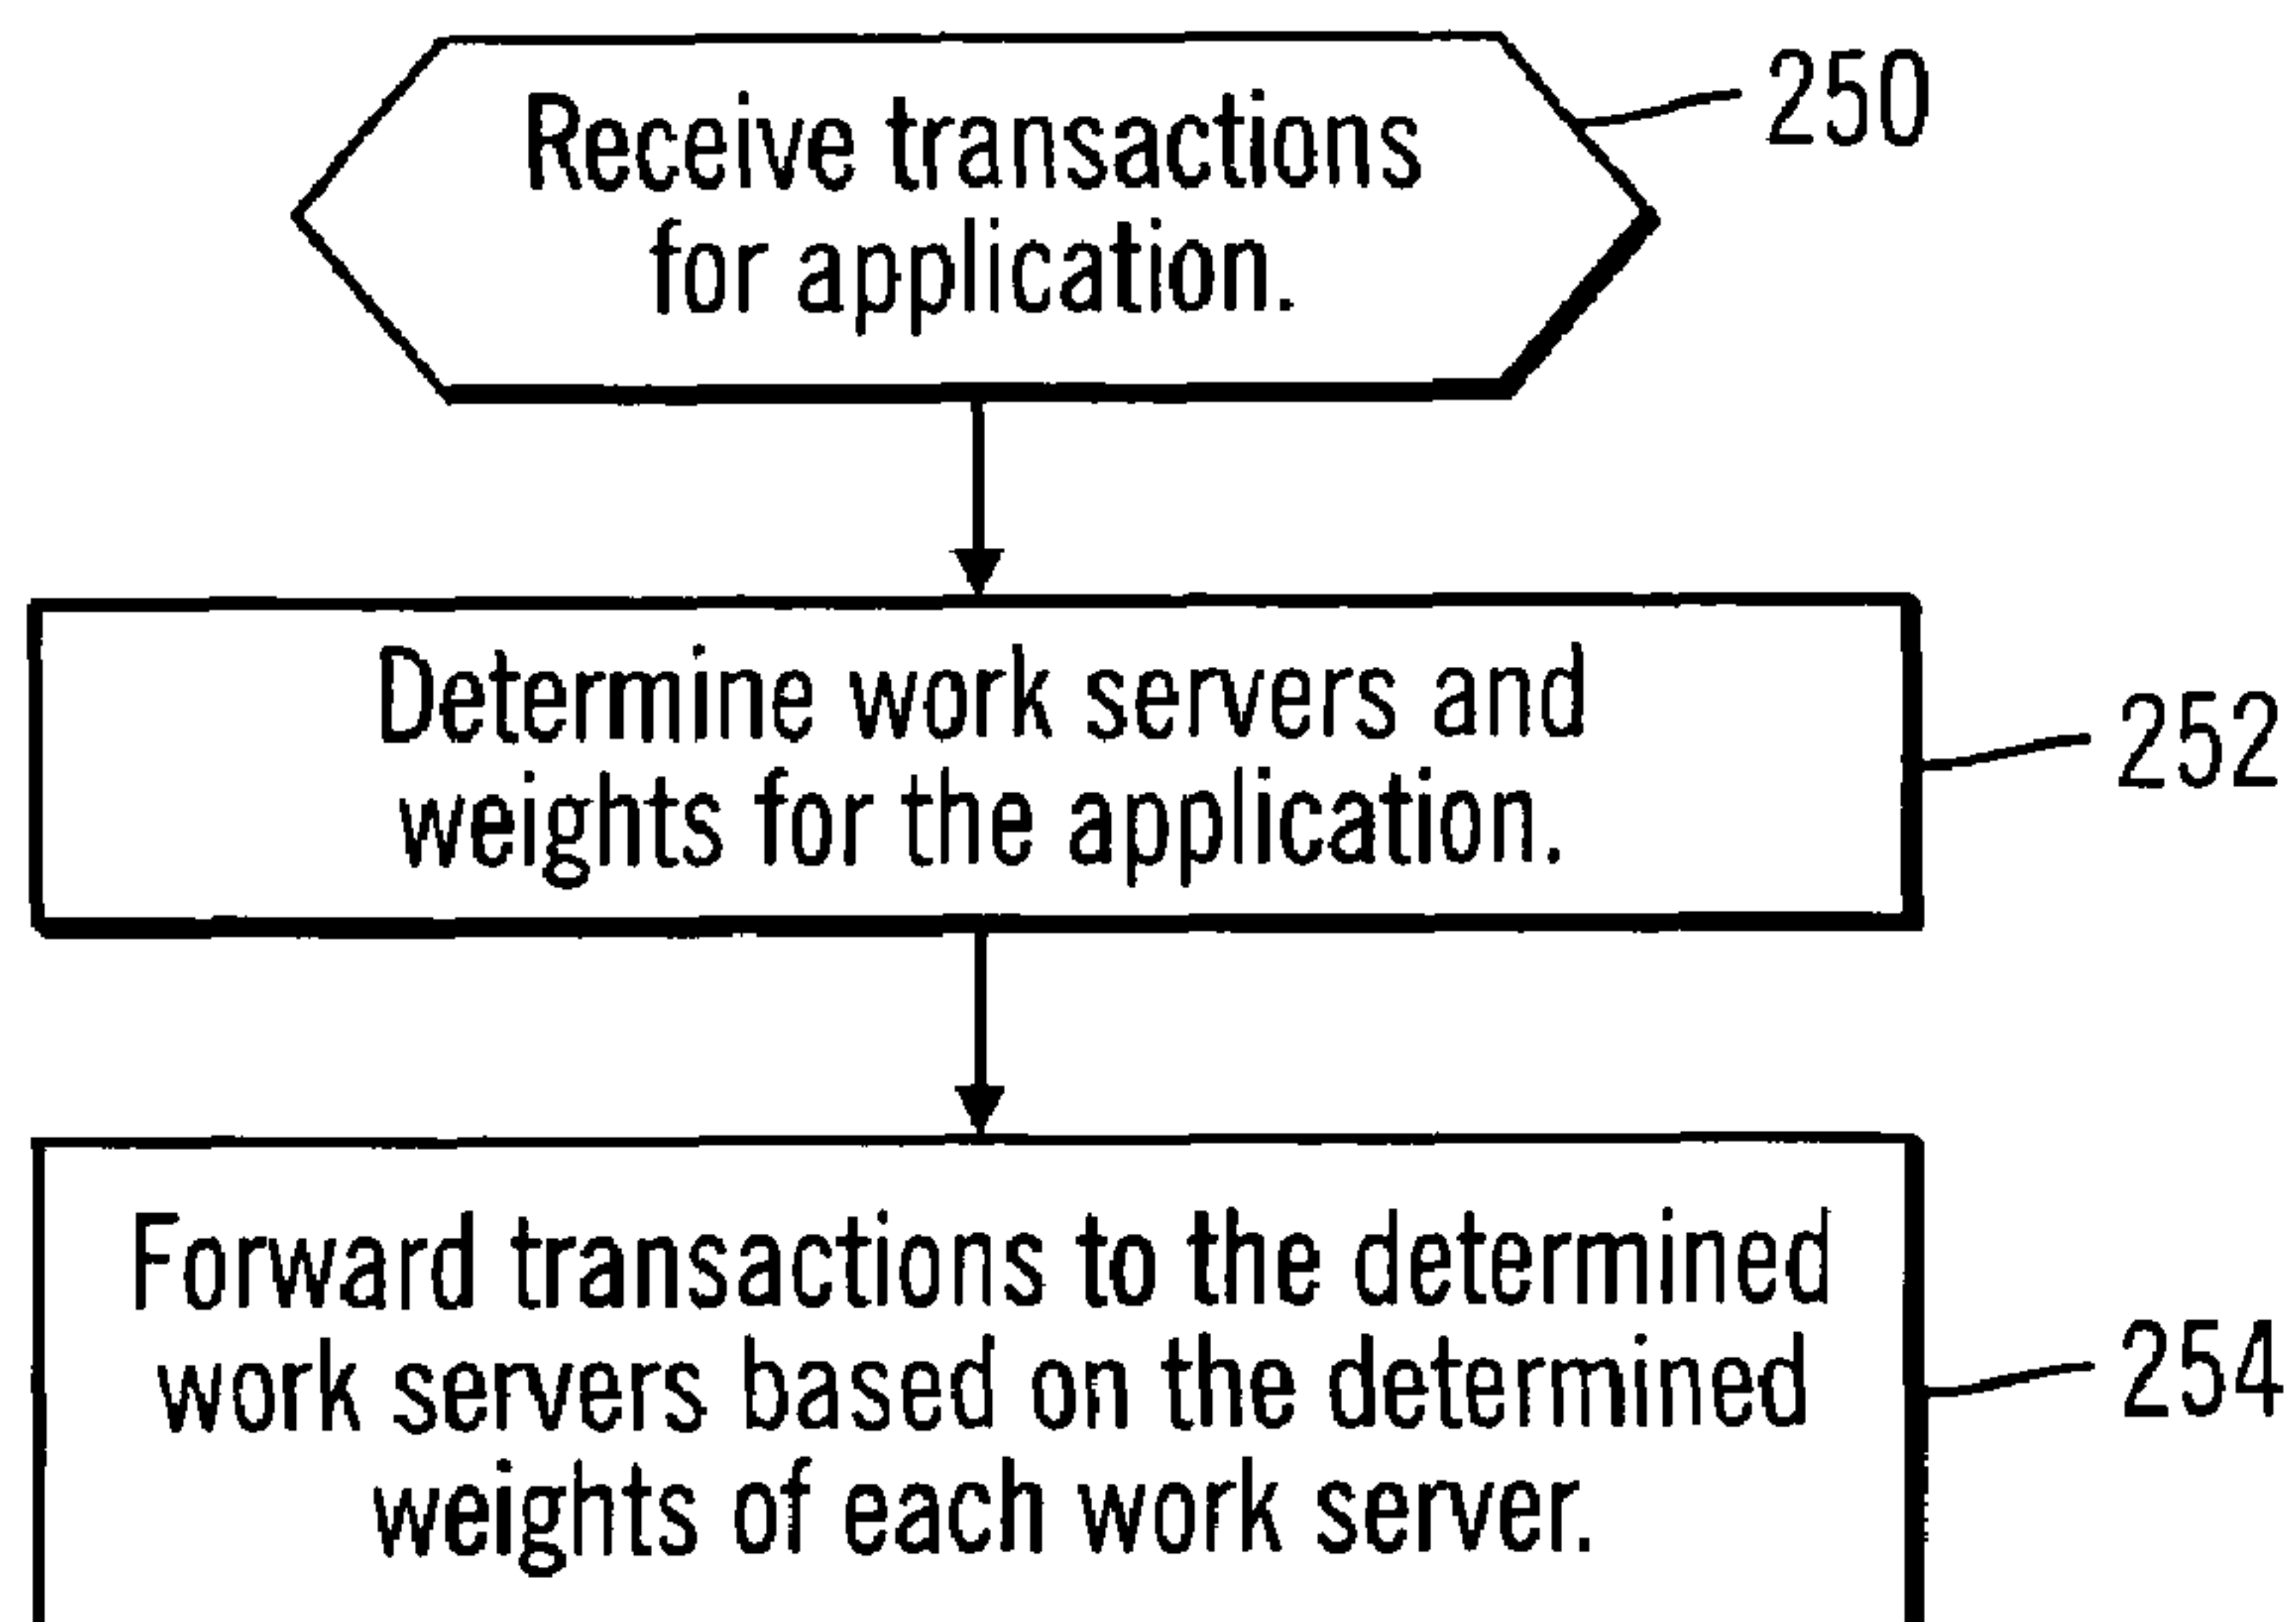 Receive transactions
for application.
250
Determine work servers and
weights for the application.
252
Forward transactions to the determined
work servers based on the determined
weights of each work server.
254